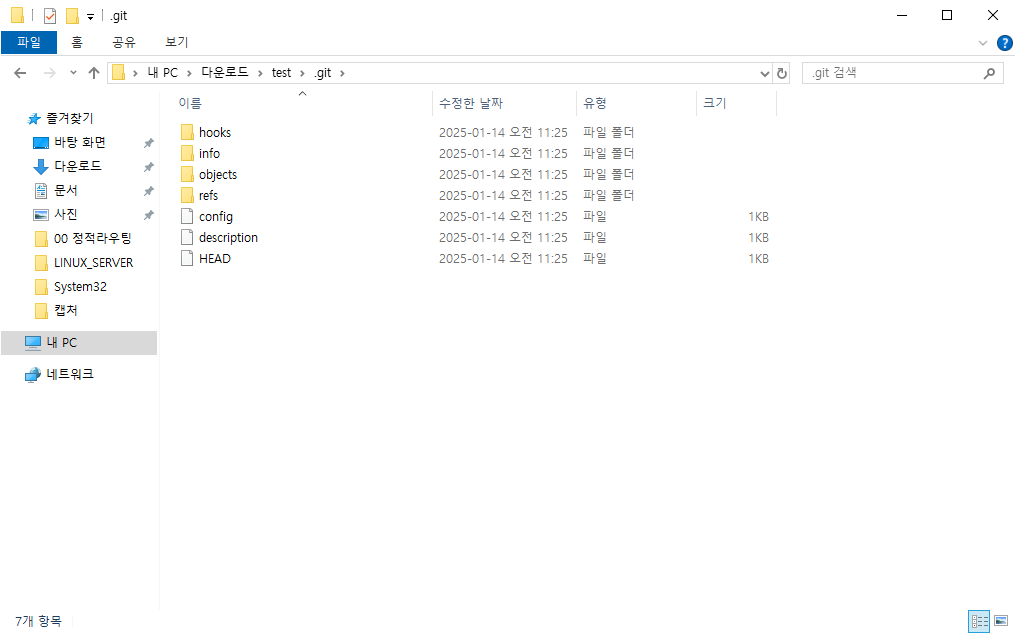 .git
파일 홈 공유 보기
내 PC 다운로드 test .git .git 검색
이름 수정한 날짜 유형 크기
즐겨찾기
바탕 화면
다운로드
문서
사진
00 정적라우팅
LINUX_SERVER
System32
캡처
내 PC
네트워크
hooks 2025-01-14 오전 11:25 파일 폴더
info 2025-01-14 오전 11:25 파일 폴더
objects 2025-01-14 오전 11:25 파일 폴더
refs 2025-01-14 오전 11:25 파일 폴더
config 2025-01-14 오전 11:25 파일 1KB
description 2025-01-14 오전 11:25 파일 1KB
HEAD 2025-01-14 오전 11:25 파일 1KB
7개 항목